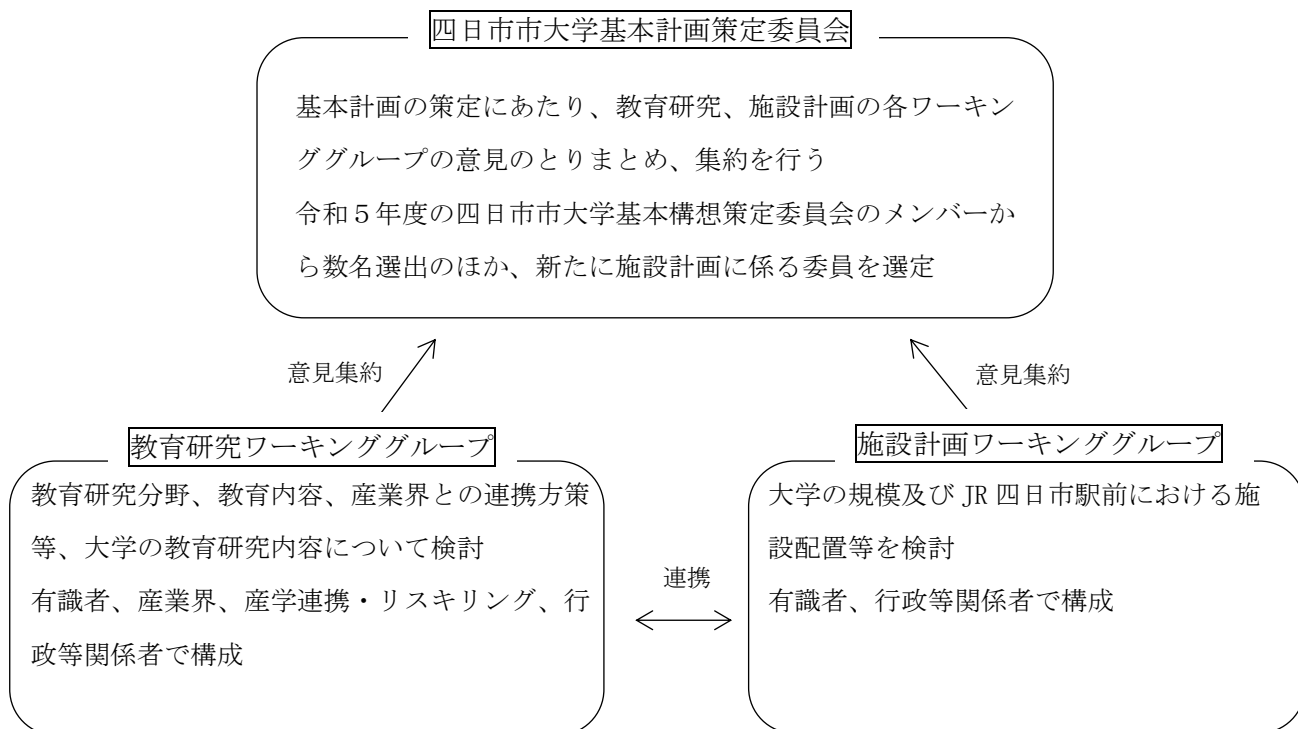 四日市市大学基本計画策定委員会
基本計画の策定にあたり、教育研究、施設計画の各ワーキン
ググループの意見のとりまとめ、集約を行う
令和５年度の四日市市大学基本構想策定委員会のメンバーか
ら数名選出のほか、新たに施設計画に係る委員を選定
意見集約
意見集約
教育研究ワーキンググループ
教育研究分野、教育内容、産業界との連携方策
等、大学の教育研究内容について検討
有識者、産業界、産学連携・リスキリング、行
政等関係者で構成
連携
施設計画ワーキンググループ
大学の規模及び JR 四日市駅前における施
設配置等を検討
有識者、行政等関係者で構成